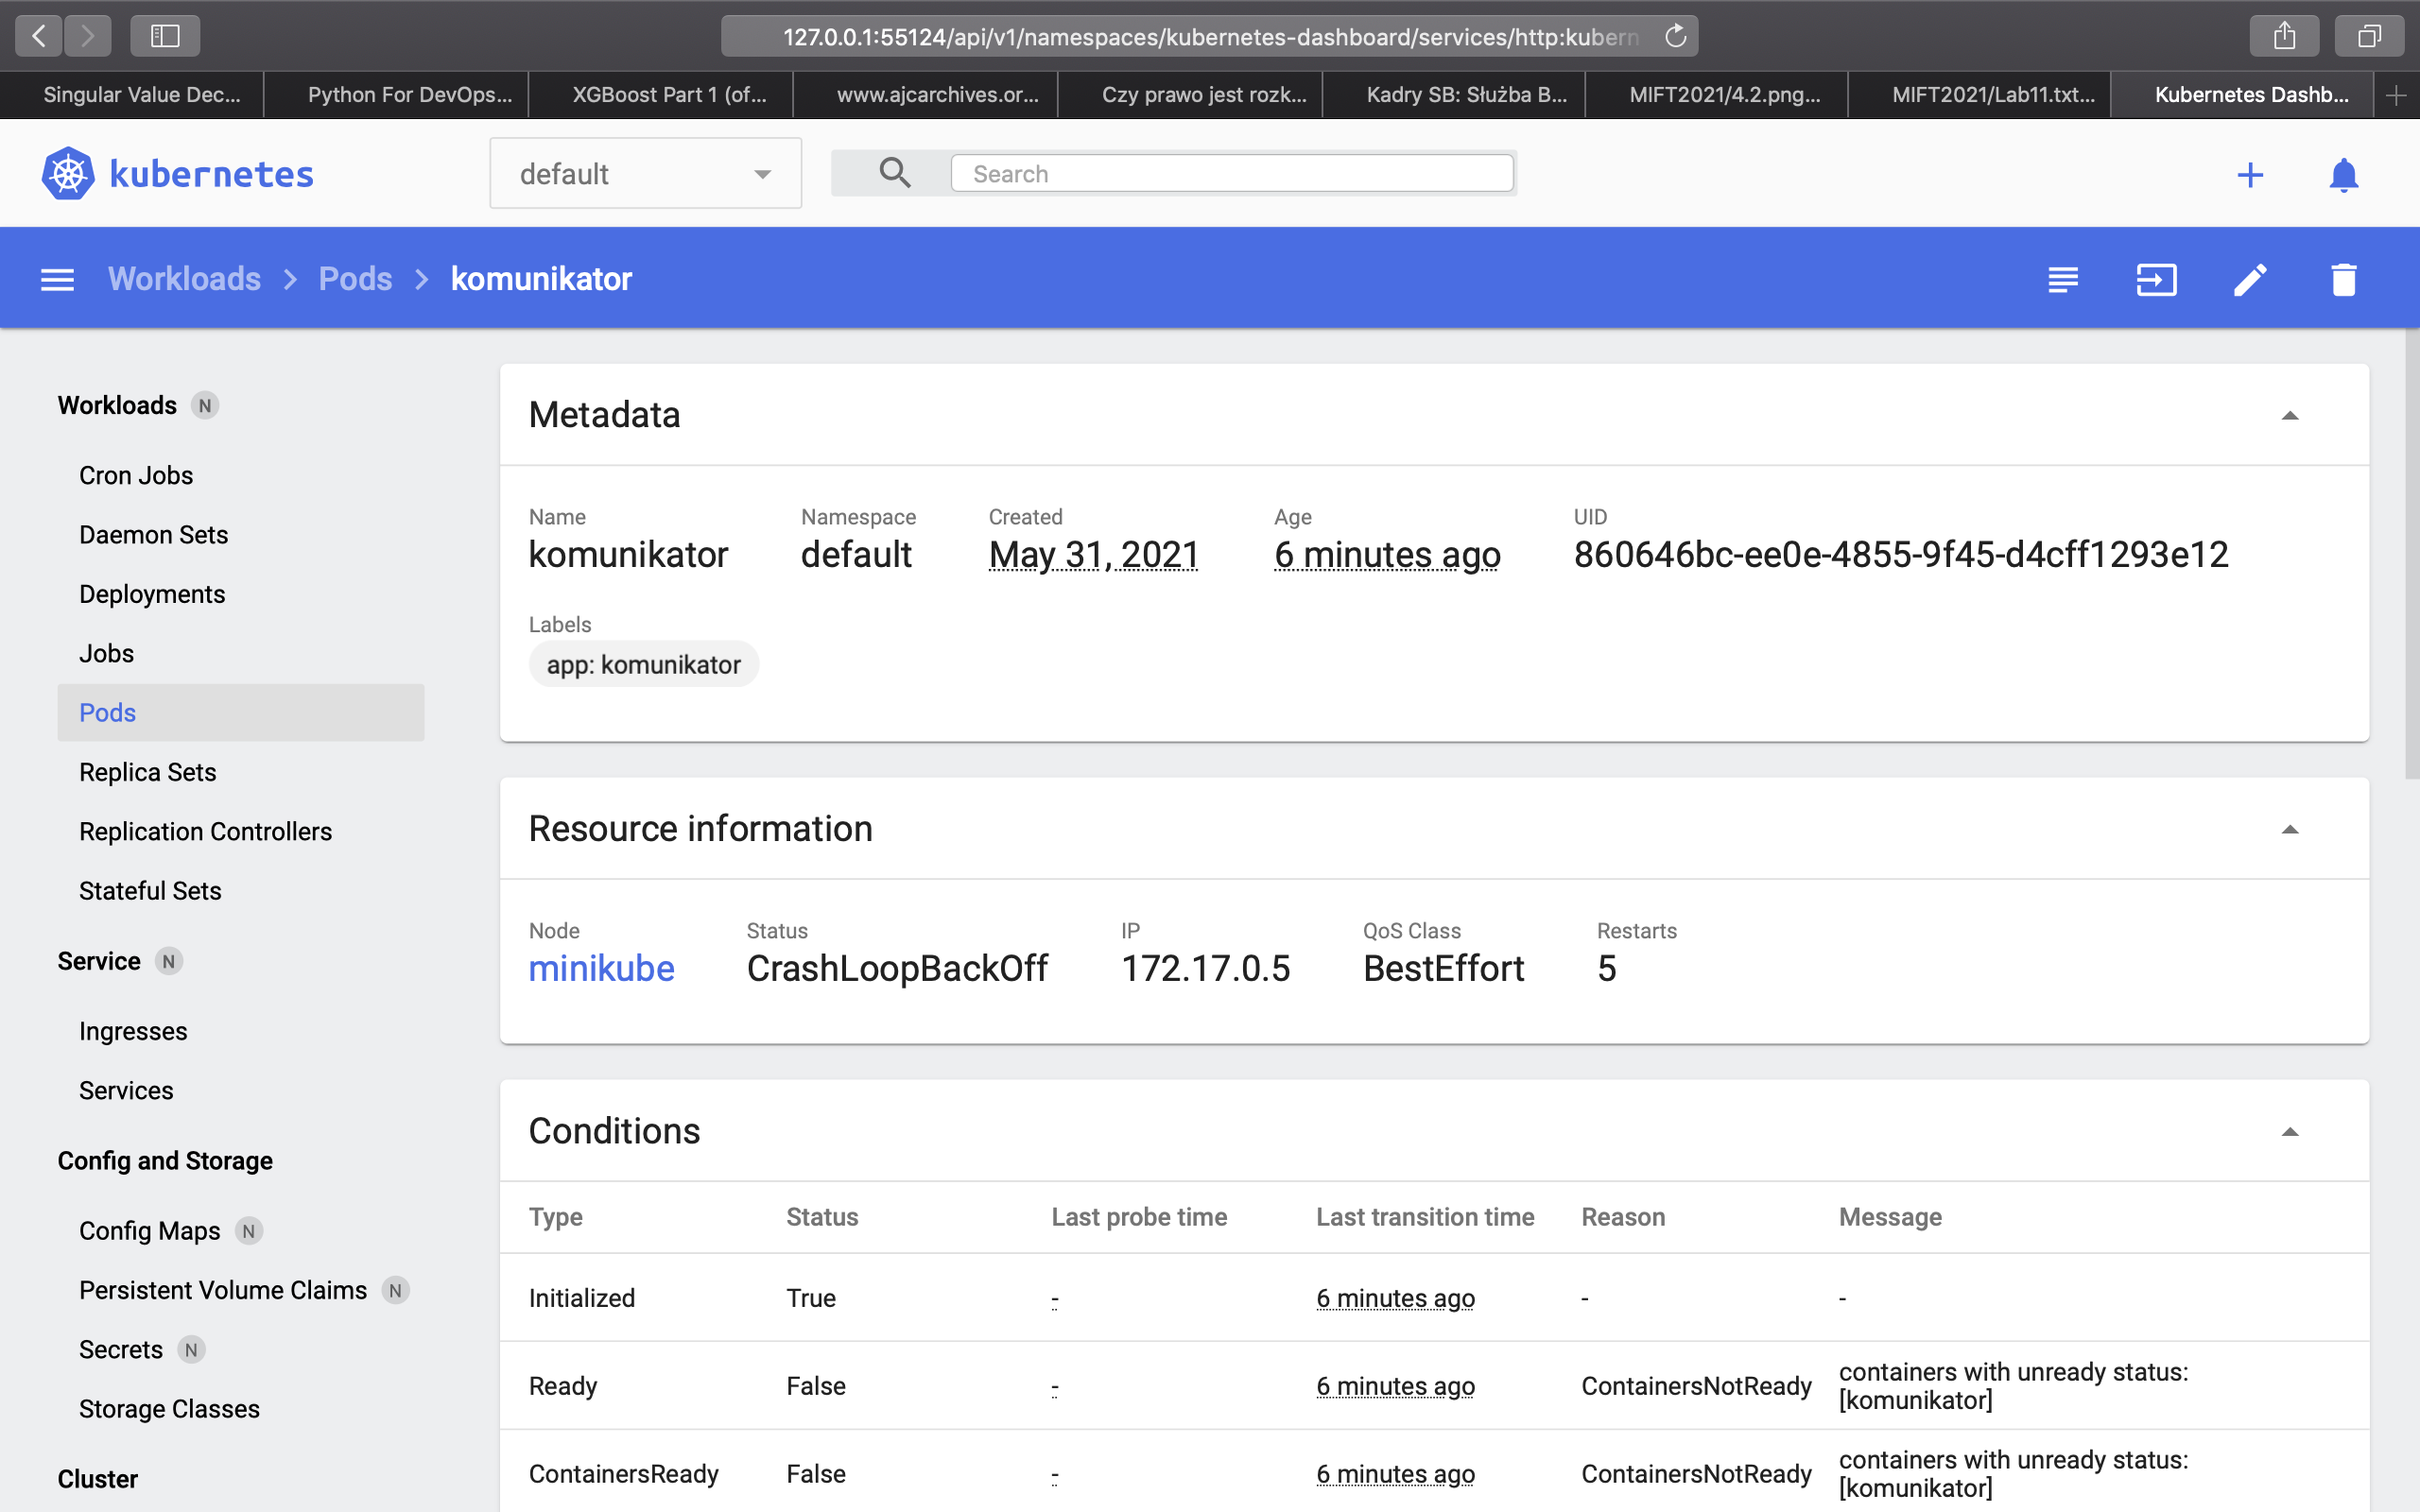 127.0.0.1:55124/api/v1/namespaces/kubernetes-dashboard/services/http:kubern
Singular Value Dec...
Python For DevOps...
XGBoost Part 1 (of...
www.ajcarchives.or...
Czy prawo jest rozk...
Kadry SB: Służba B...
MIFT2021/4.2.png...
MIFT2021/Lab11.txt...
Kubernetes Dashb...
kubernetes
default
Search
Workloads > Pods > komunikator
Workloads N
Cron Jobs
Daemon Sets
Deployments
Jobs
Pods
Replica Sets
Replication Controllers
Stateful Sets
Service N
Ingresses
Services
Config and Storage
Config Maps N
Persistent Volume Claims N
Secrets N
Storage Classes
Cluster
Metadata
Name Namespace Created Age UID
komunikator default May 31, 2021 6 minutes ago 860646bc-ee0e-4855-9f45-d4cff1293e12
Labels
app: komunikator
Resource information
Node Status IP QoS Class Restarts
minikube CrashLoopBackOff 172.17.0.5 BestEffort 5
Conditions
Type Status Last probe time Last transition time Reason Message
Initialized True - 6 minutes ago - -
Ready False - 6 minutes ago ContainersNotReady containers with unready status:
[komunikator]
ContainersReady False - 6 minutes ago ContainersNotReady containers with unready status:
[komunikator]